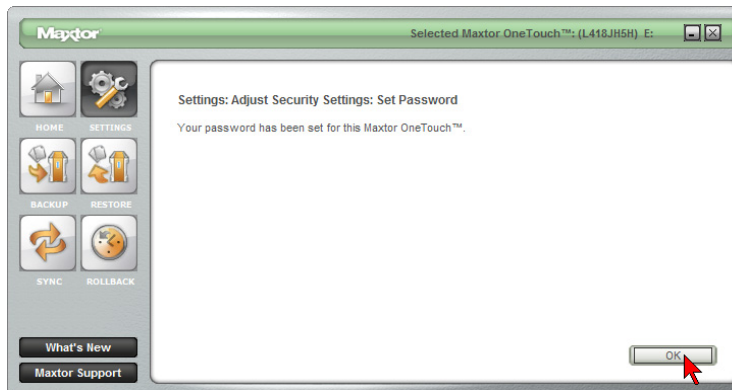 Maxtor
Selected Maxtor OneTouch™: (L418JH5H) E:
HOME
SETTINGS
BACKUP
RESTORE
SYNC
ROLLBACK
What's New
Maxtor Support
Settings: Adjust Security Settings: Set Password
Your password has been set for this Maxtor OneTouch™.
OK